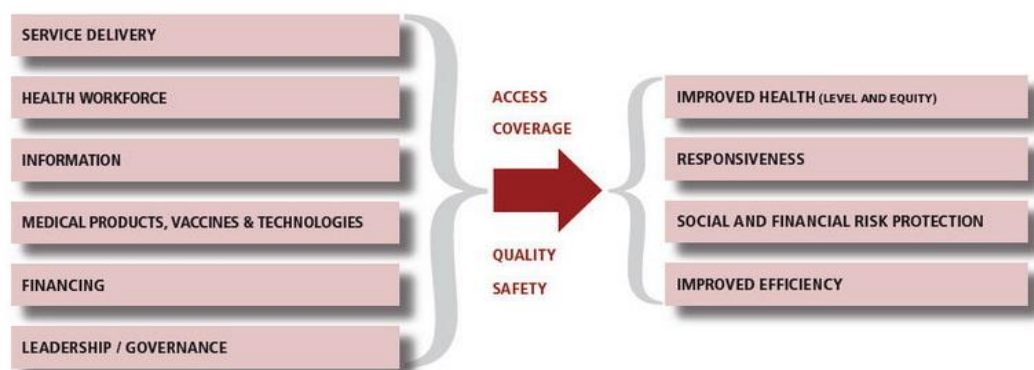 SERVICE DELIVERY
HEALTH WORKFORCE
INFORMATION
MEDICAL PRODUCTS, VACCINES & TECHNOLOGIES
FINANCING
LEADERSHIP / GOVERNANCE
ACCESS
COVERAGE
QUALITY
SAFETY
IMPROVED HEALTH (LEVEL AND EQUITY)
RESPONSIVENESS
SOCIAL AND FINANCIAL RISK PROTECTION
IMPROVED EFFICIENCY